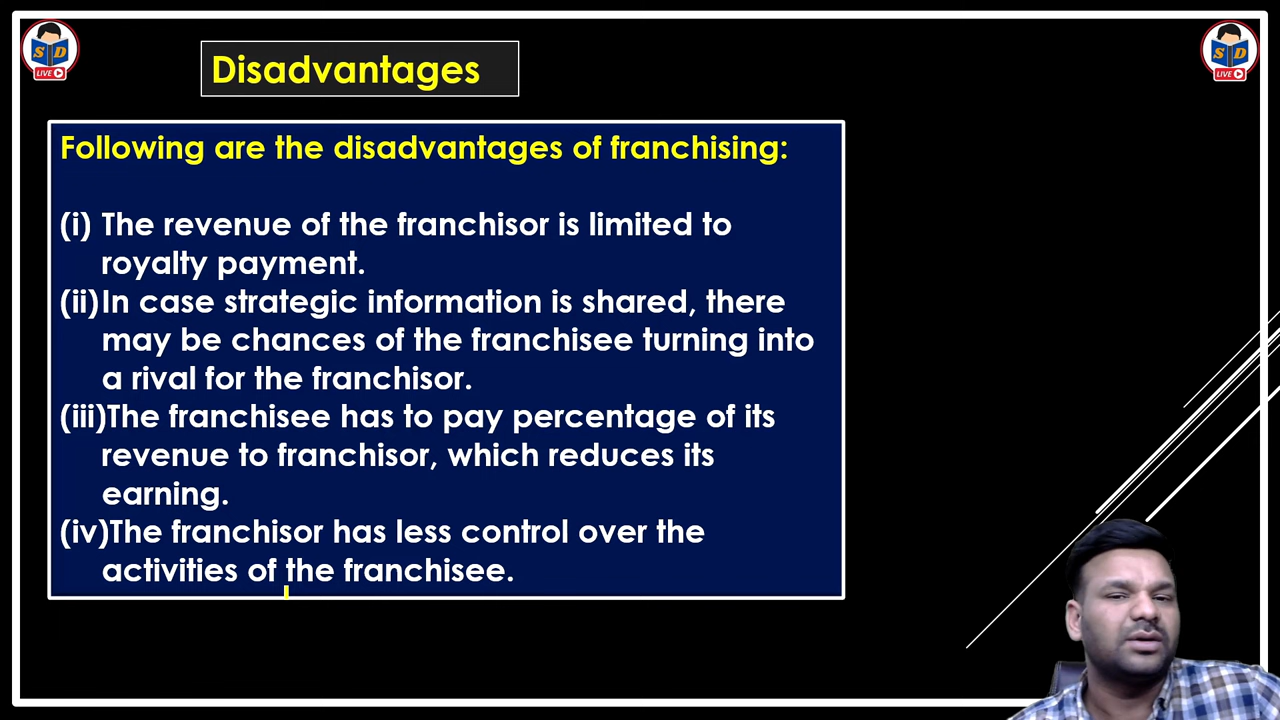 S D
LIVE
Disadvantages
S D
LIVE
Following are the disadvantages of franchising:
(i) The revenue of the franchisor is limited to
royalty payment.
(ii)In case strategic information is shared, there
may be chances of the franchisee turning into
a rival for the franchisor.
(iii)The franchisee has to pay percentage of its
revenue to franchisor, which reduces its
earning.
(iv)The franchisor has less control over the
activities of the franchisee.